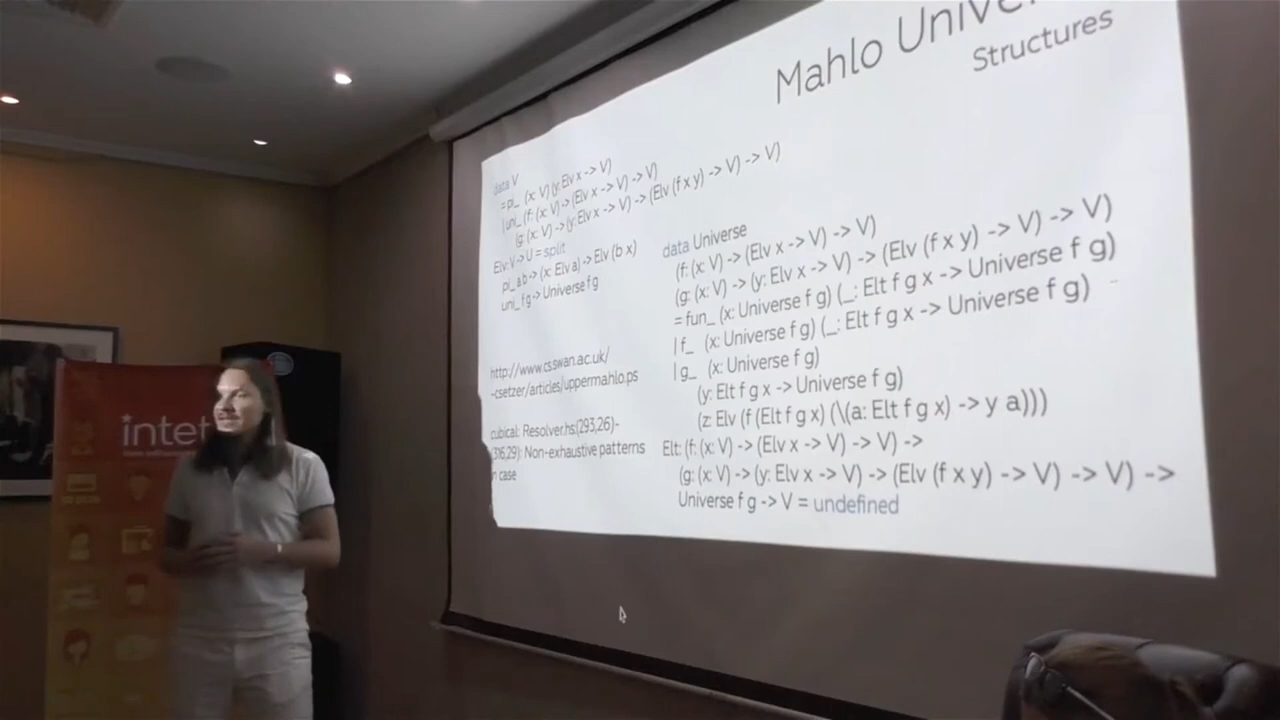 Mahlo Unive
Structures
data V
= pi_ (x: V) (y: Elv x -> V)
| uni_ (f: (x: V) -> (Elv x -> V) -> V)
(g: (x: V) -> (y: Elv x -> V) -> (Elv (f x y) -> V) -> V)
Elv: V -> U = split
pi_ a b -> (x: Elv a) -> Elv (b x)
uni_ f g -> Universe f g
http://www.cs.swan.ac.uk/
~csetzer/articles/uppermahlo.ps
cubical: Resolver.hs:(293,26)-
(316,29): Non-exhaustive patterns
n case
data Universe
(f: (x: V) -> (Elv x -> V) -> V)
(g: (x: V) -> (y: Elv x -> V) -> (Elv (f x y) -> V) -> V)
= fun_ (x: Universe f g) (_: Elt f g x -> Universe f g)
| f_ (x: Universe f g) (_: Elt f g x -> Universe f g)
| g_ (x: Universe f g)
(y: Elt f g x -> Universe f g)
(z: Elv (f (Elt f g x) (\(a: Elt f g x) -> y a)))
Elt: (f: (x: V) -> (Elv x -> V) -> V) ->
(g: (x: V) -> (y: Elv x -> V) -> (Elv (f x y) -> V) -> V) ->
Universe f g -> V = undefined
intet